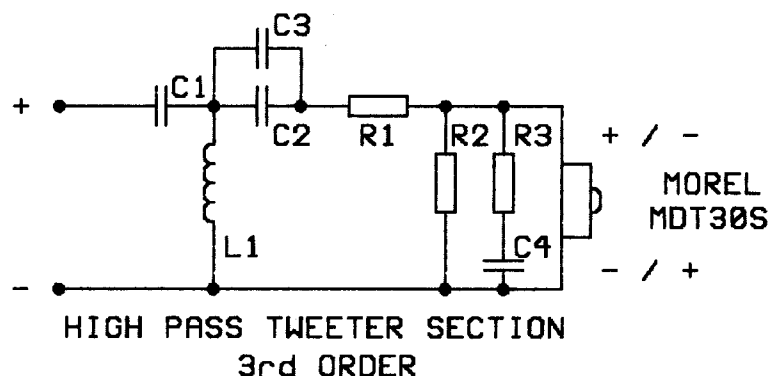 C3
+ C1
C2 R1 R2 R3 + / -
MOREL
MDT30S
L1 C4
- - / +
HIGH PASS TWEETER SECTION
3rd ORDER